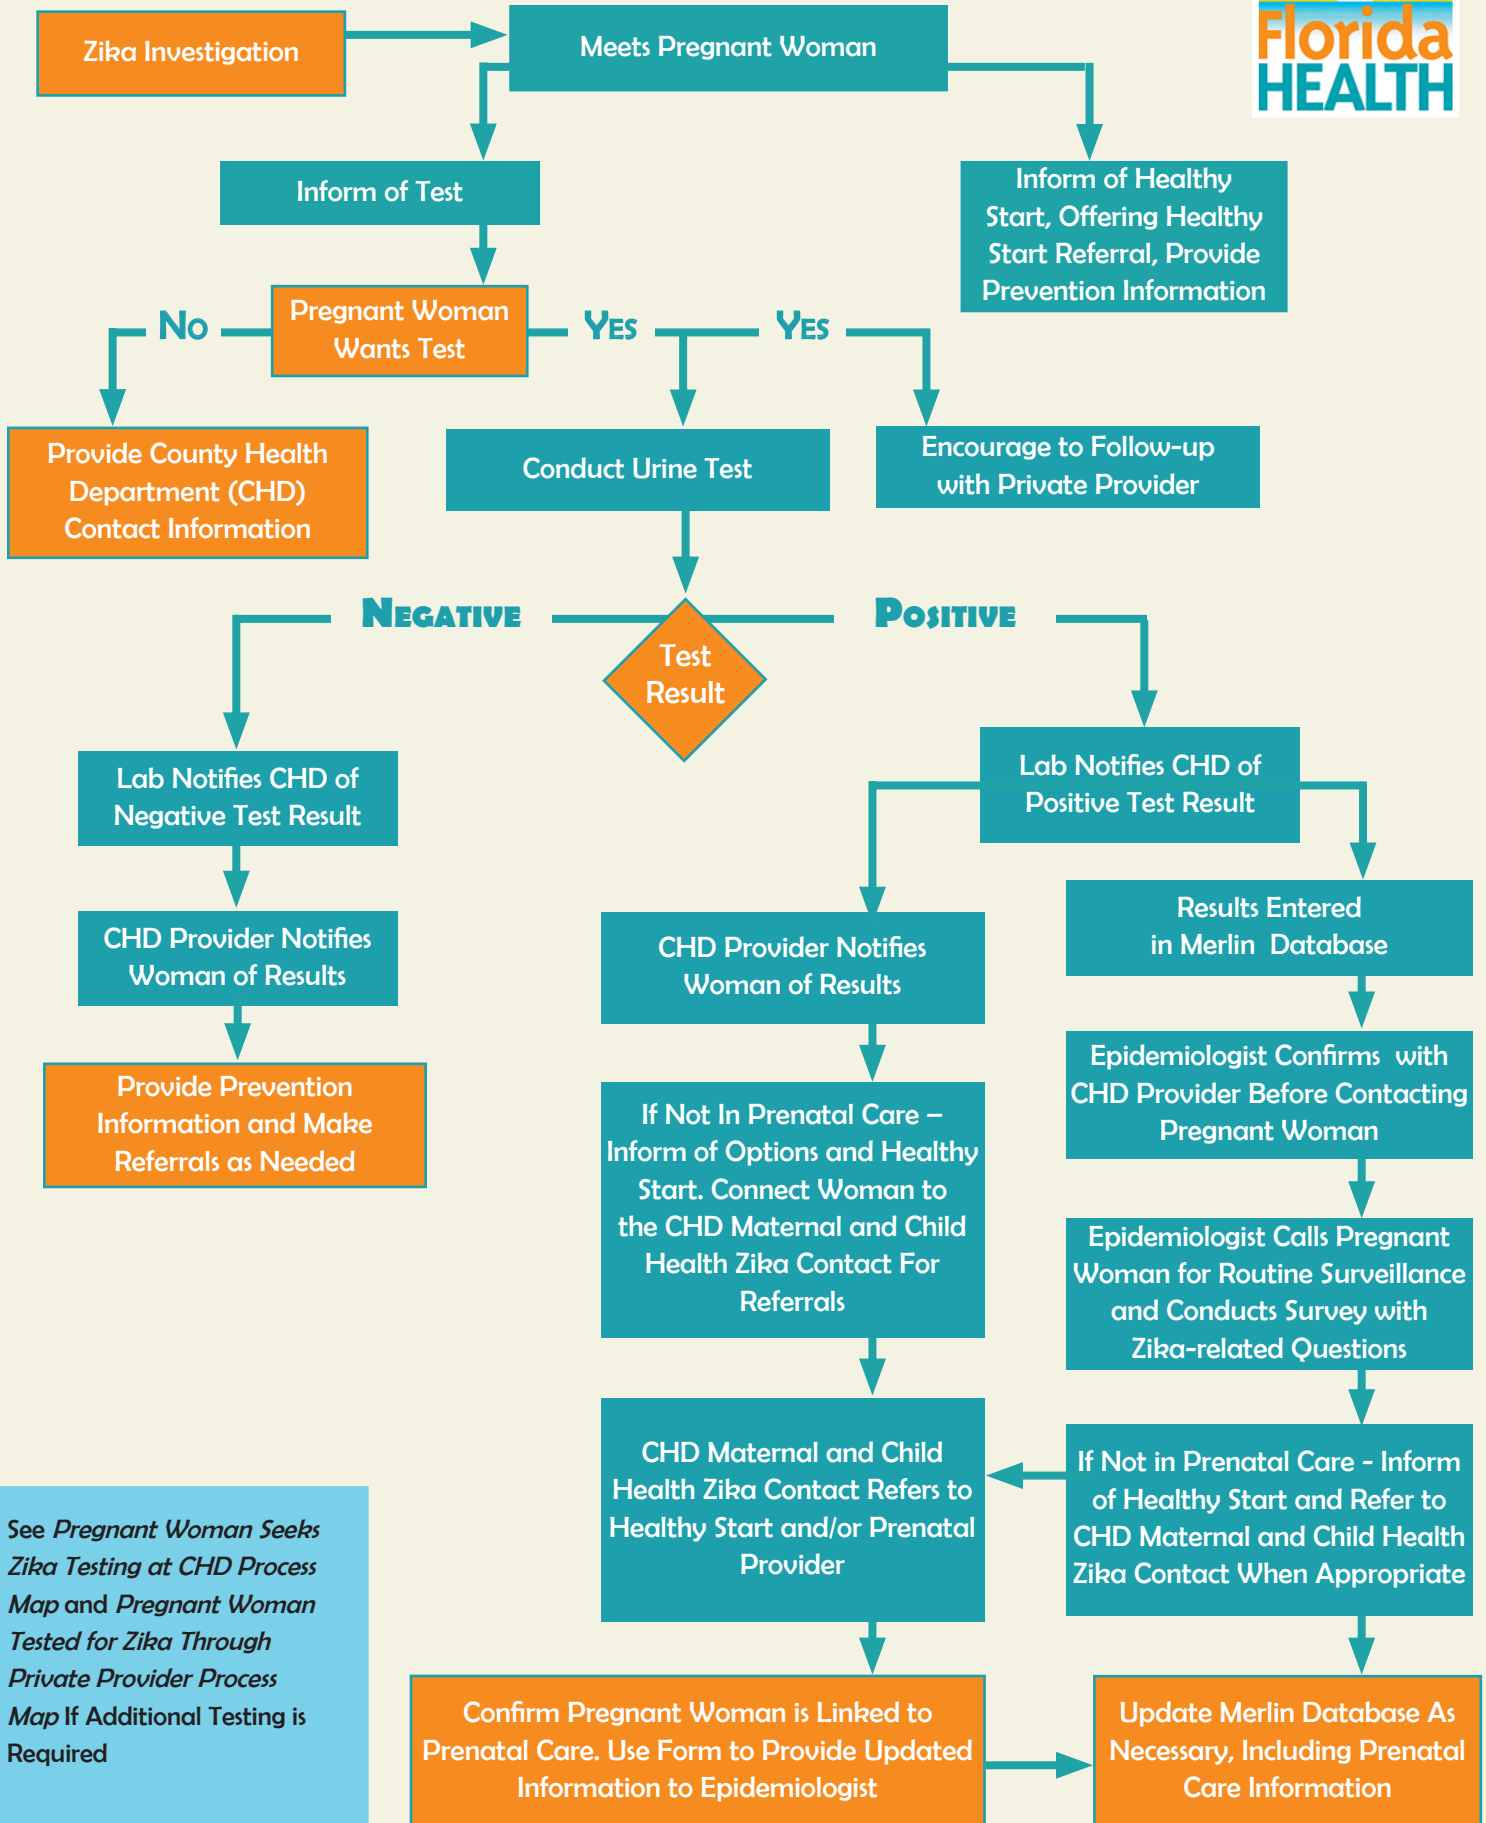 Florida
HEALTH
Zika Investigation
Meets Pregnant Woman
Inform of Test
Inform of Healthy
Start, Offering Healthy
Start Referral, Provide
Prevention Information
Pregnant Woman
Wants Test
NO
YES
YES
Provide County Health
Department (CHD)
Contact Information
Conduct Urine Test
Encourage to Follow-up
with Private Provider
NEGATIVE
POSITIVE
Test
Result
Lab Notifies CHD of
Negative Test Result
CHD Provider Notifies
Woman of Results
Provide Prevention
Information and Make
Referrals as Needed
Lab Notifies CHD of
Positive Test Result
CHD Provider Notifies
Woman of Results
If Not In Prenatal Care –
Inform of Options and Healthy
Start. Connect Woman to
the CHD Maternal and Child
Health Zika Contact For
Referrals
CHD Maternal and Child
Health Zika Contact Refers to
Healthy Start and/or Prenatal
Provider
Results Entered
in Merlin Database
Epidemiologist Confirms with
CHD Provider Before Contacting
Pregnant Woman
Epidemiologist Calls Pregnant
Woman for Routine Surveillance
and Conducts Survey with
Zika-related Questions
If Not in Prenatal Care - Inform
of Healthy Start and Refer to
CHD Maternal and Child Health
Zika Contact When Appropriate
Confirm Pregnant Woman is Linked to
Prenatal Care. Use Form to Provide Updated
Information to Epidemiologist
Update Merlin Database As
Necessary, Including Prenatal
Care Information
See Pregnant Woman Seeks
Zika Testing at CHD Process
Map and Pregnant Woman
Tested for Zika Through
Private Provider Process
Map If Additional Testing is
Required